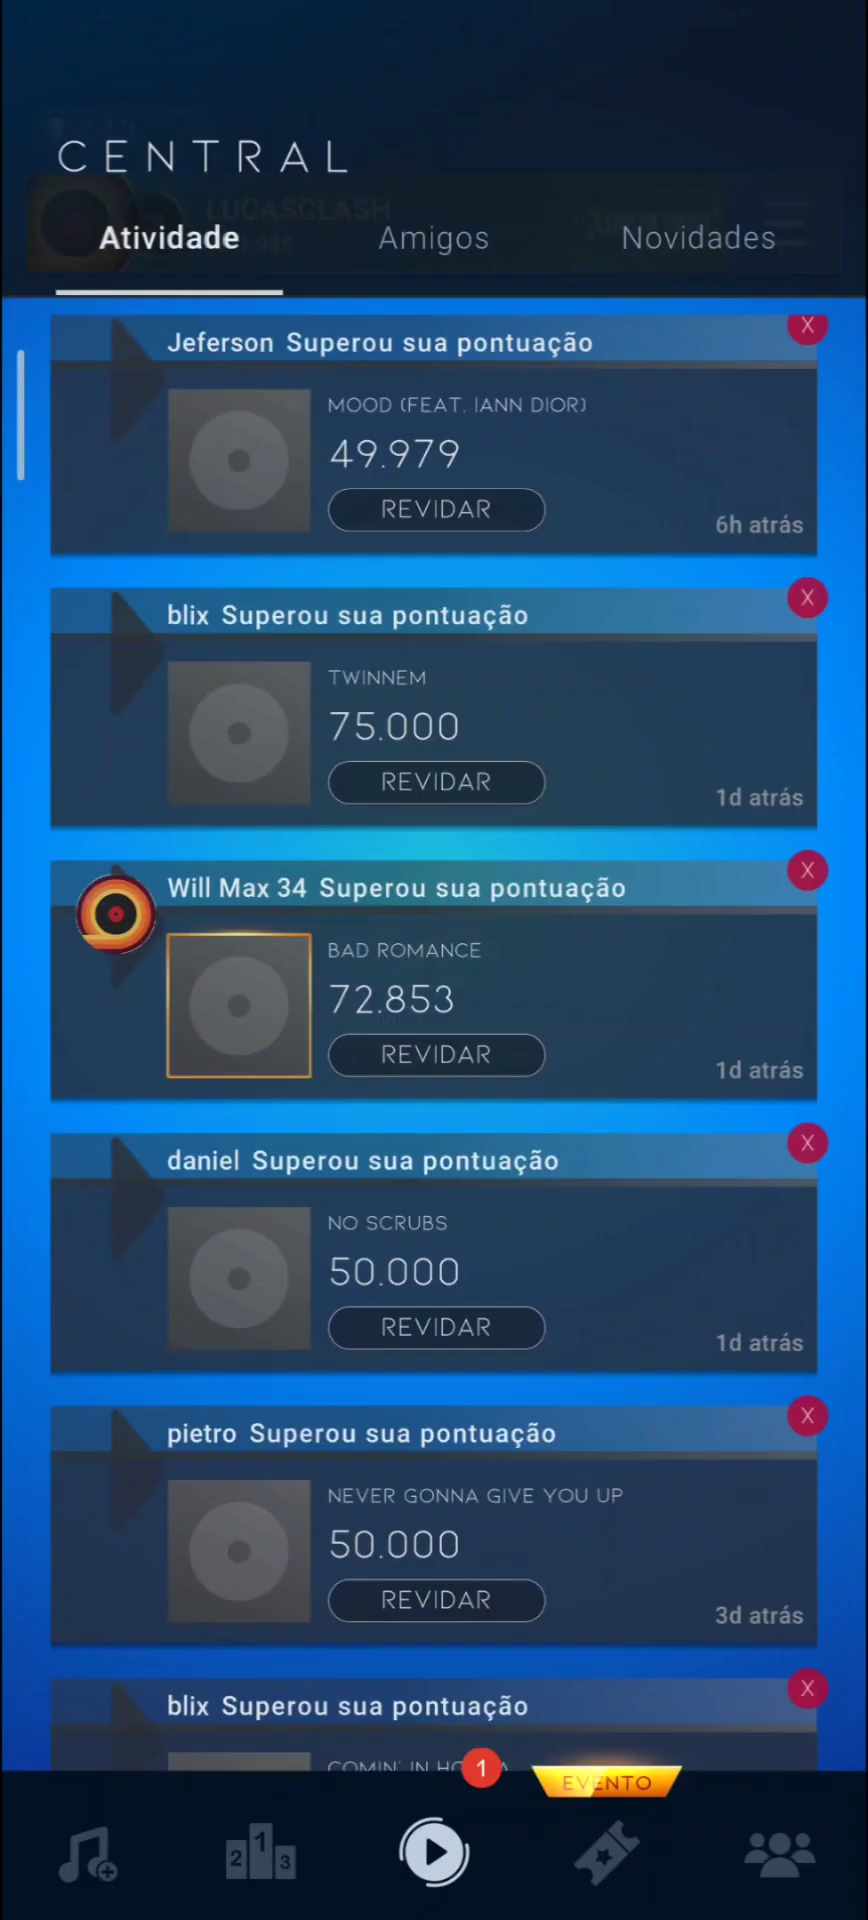 CENTRAL
LUCASCLASH
Atividade Amigos Novidades
Jeferson Superou sua pontuação X
MOOD (FEAT. IANN DIOR)
49.979
REVIDAR
6h atrás
blix Superou sua pontuação X
TWINNEM
75.000
REVIDAR
1d atrás
Will Max 34 Superou sua pontuação X
BAD ROMANCE
72.853
REVIDAR
1d atrás
daniel Superou sua pontuação X
NO SCRUBS
50.000
REVIDAR
1d atrás
pietro Superou sua pontuação X
NEVER GONNA GIVE YOU UP
50.000
REVIDAR
3d atrás
blix Superou sua pontuação X
COMIN' IN
1
EVENTO
2 1 3